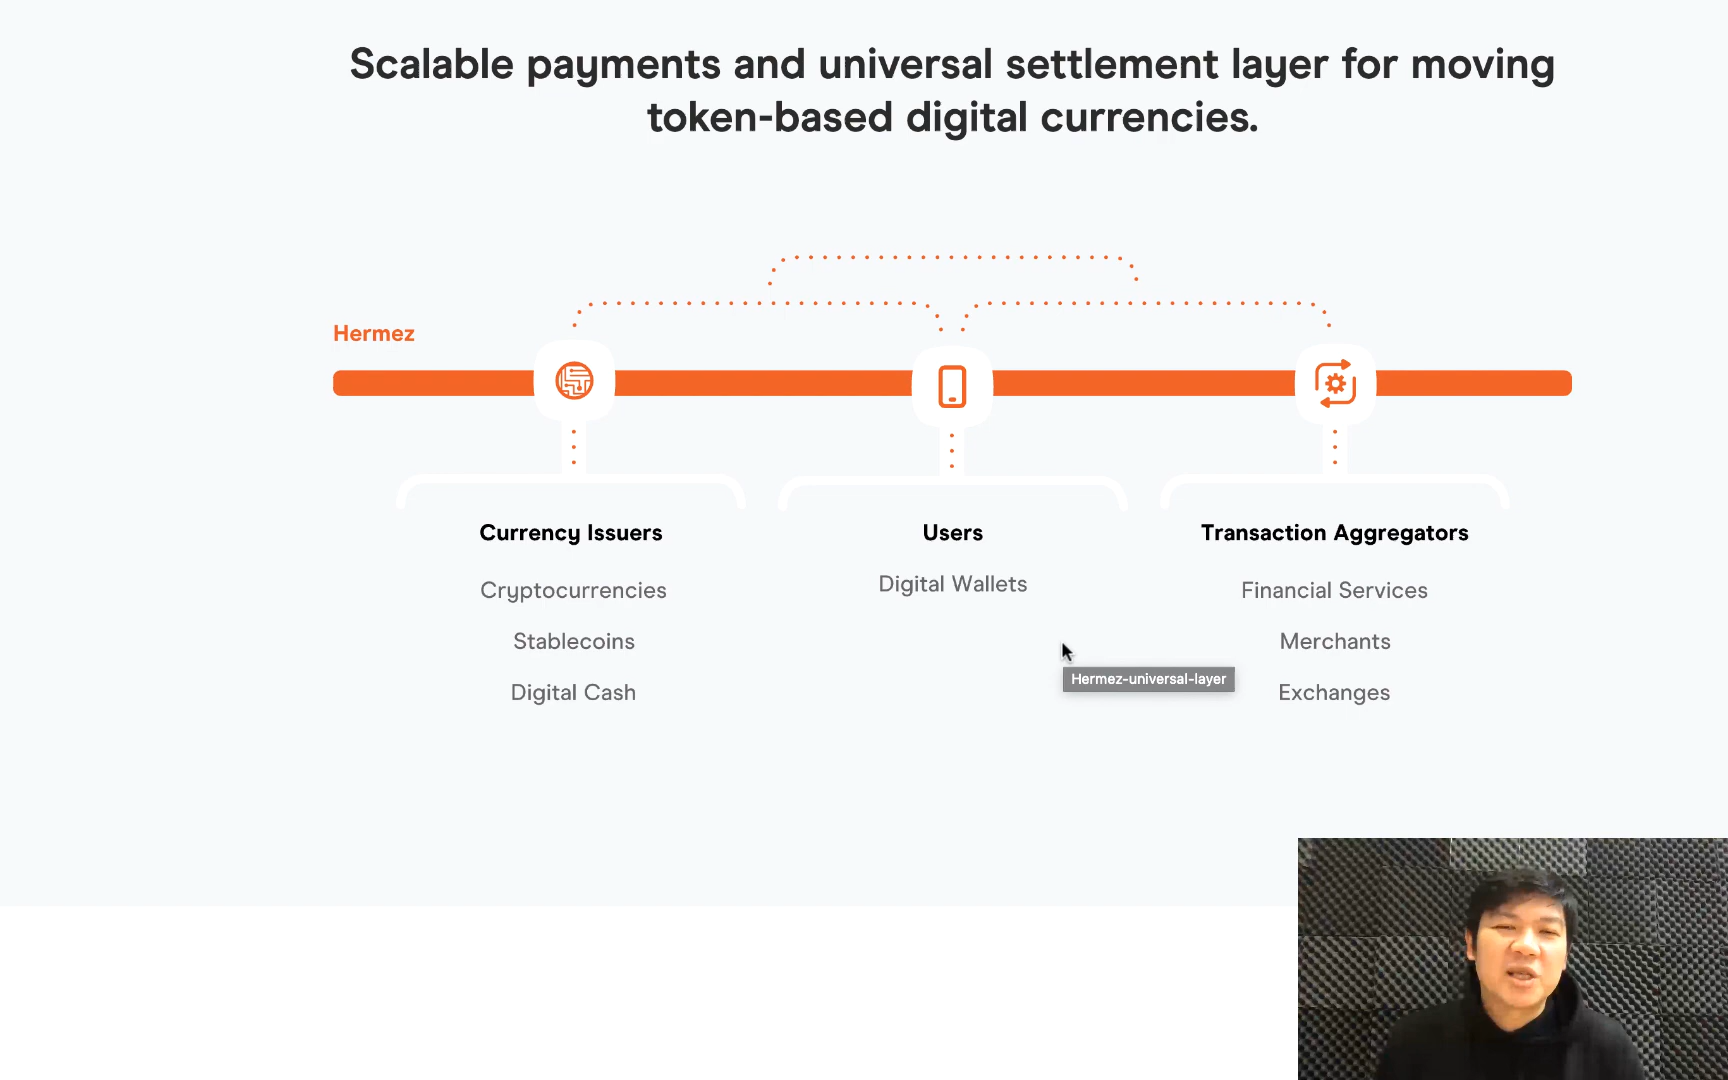 Scalable payments and universal settlement layer for moving
token-based digital currencies.
Hermez
Currency Issuers
Cryptocurrencies
Stablecoins
Digital Cash
Users
Digital Wallets
Transaction Aggregators
Financial Services
Merchants
Exchanges
Hermez-universal-layer